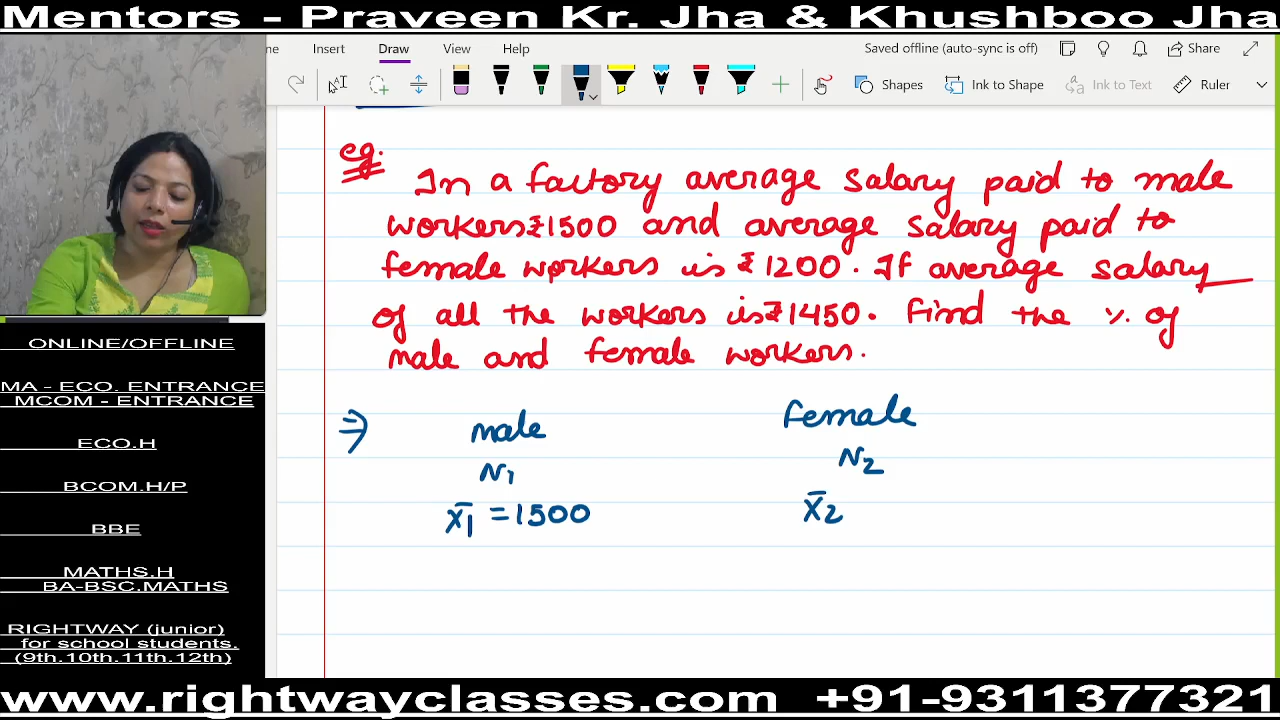 Mentors - Praveen Kr. Jha & Khushboo Jha
me Insert Draw View Help
Saved offline (auto-sync is off) Share
Shapes Ink to Shape Ink to Text Ruler
eg.
In a factory average salary paid to male
workers ₹1500 and average salary paid to
female workers is ₹1200. If average salary
of all the workers is ₹1450. Find the %. of
male and female workers.
⇒ male female
N1 N2
X̄1 = 1500 X̄2
ONLINE/OFFLINE
MA - ECO. ENTRANCE
MCOM - ENTRANCE
ECO.H
BCOM.H/P
BBE
MATHS.H
BA-BSC.MATHS
RIGHTWAY (junior)
for school students.
(9th.10th.11th.12th)
www.rightwayclasses.com +91-9311377321